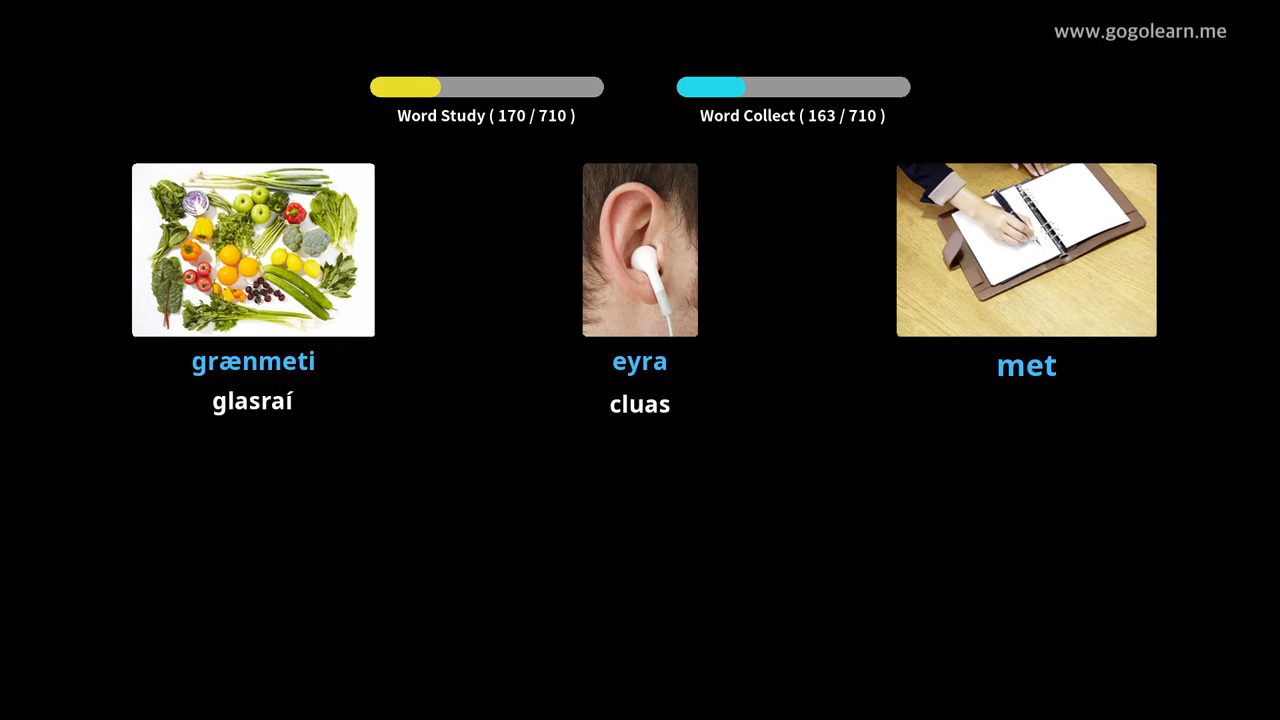 www.gogolearn.me
Word Study ( 170 / 710 )
Word Collect ( 163 / 710 )
grænmeti
glasraí
eyra
cluas
met